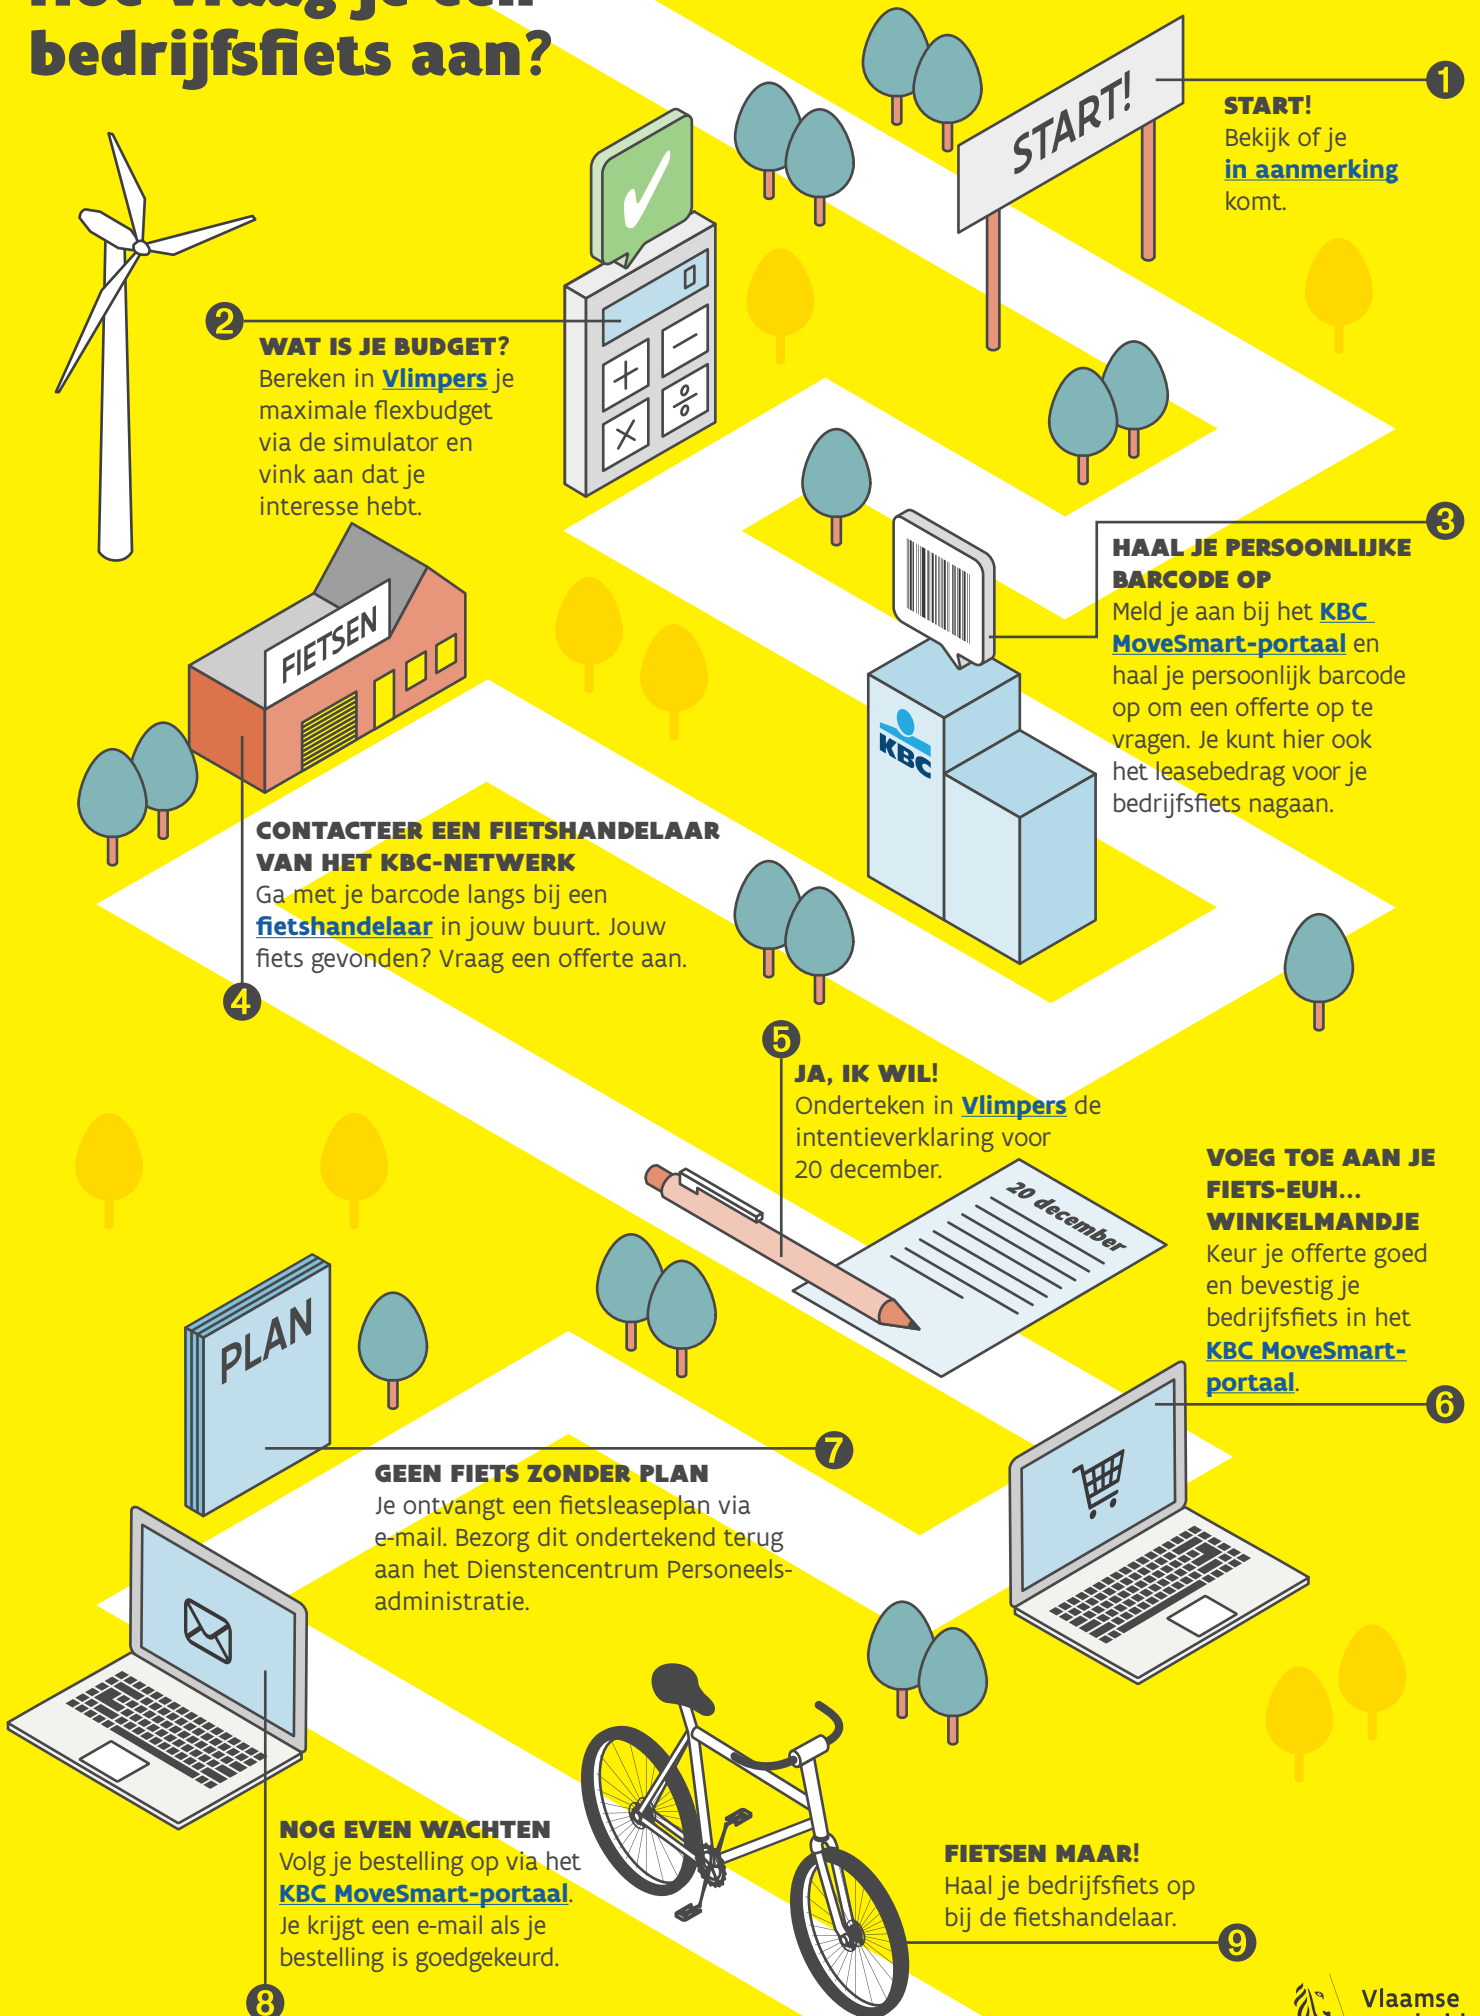 bedrijfsfiets aan?
START!
1
START!
Bekijk of je
in aanmerking
komt.
2
WAT IS JE BUDGET?
Bereken in Vlimpers je
maximale flexbudget
via de simulator en
vink aan dat je
interesse hebt.
3
HAAL JE PERSOONLIJKE
BARCODE OP
Meld je aan bij het KBC
MoveSmart-portaal en
haal je persoonlijk barcode
op om een offerte op te
vragen. Je kunt hier ook
het leasebedrag voor je
bedrijfsfiets nagaan.
KBC
FIETSEN
CONTACTEER EEN FIETSHANDELAAR
VAN HET KBC-NETWERK
Ga met je barcode langs bij een
fietshandelaar in jouw buurt. Jouw
fiets gevonden? Vraag een offerte aan.
4
5
JA, IK WIL!
Onderteken in Vlimpers de
intentieverklaring voor
20 december.
20 december
VOEG TOE AAN JE
FIETS-EUH...
WINKELMANDJE
Keur je offerte goed
en bevestig je
bedrijfsfiets in het
KBC MoveSmart-
portaal.
6
PLAN
7
GEEN FIETS ZONDER PLAN
Je ontvangt een fietsleaseplan via
e-mail. Bezorg dit ondertekend terug
aan het Dienstencentrum Personeels-
administratie.
NOG EVEN WACHTEN
Volg je bestelling op via het
KBC MoveSmart-portaal.
Je krijgt een e-mail als je
bestelling is goedgekeurd.
8
FIETSEN MAAR!
Haal je bedrijfsfiets op
bij de fietshandelaar.
9
Vlaamse